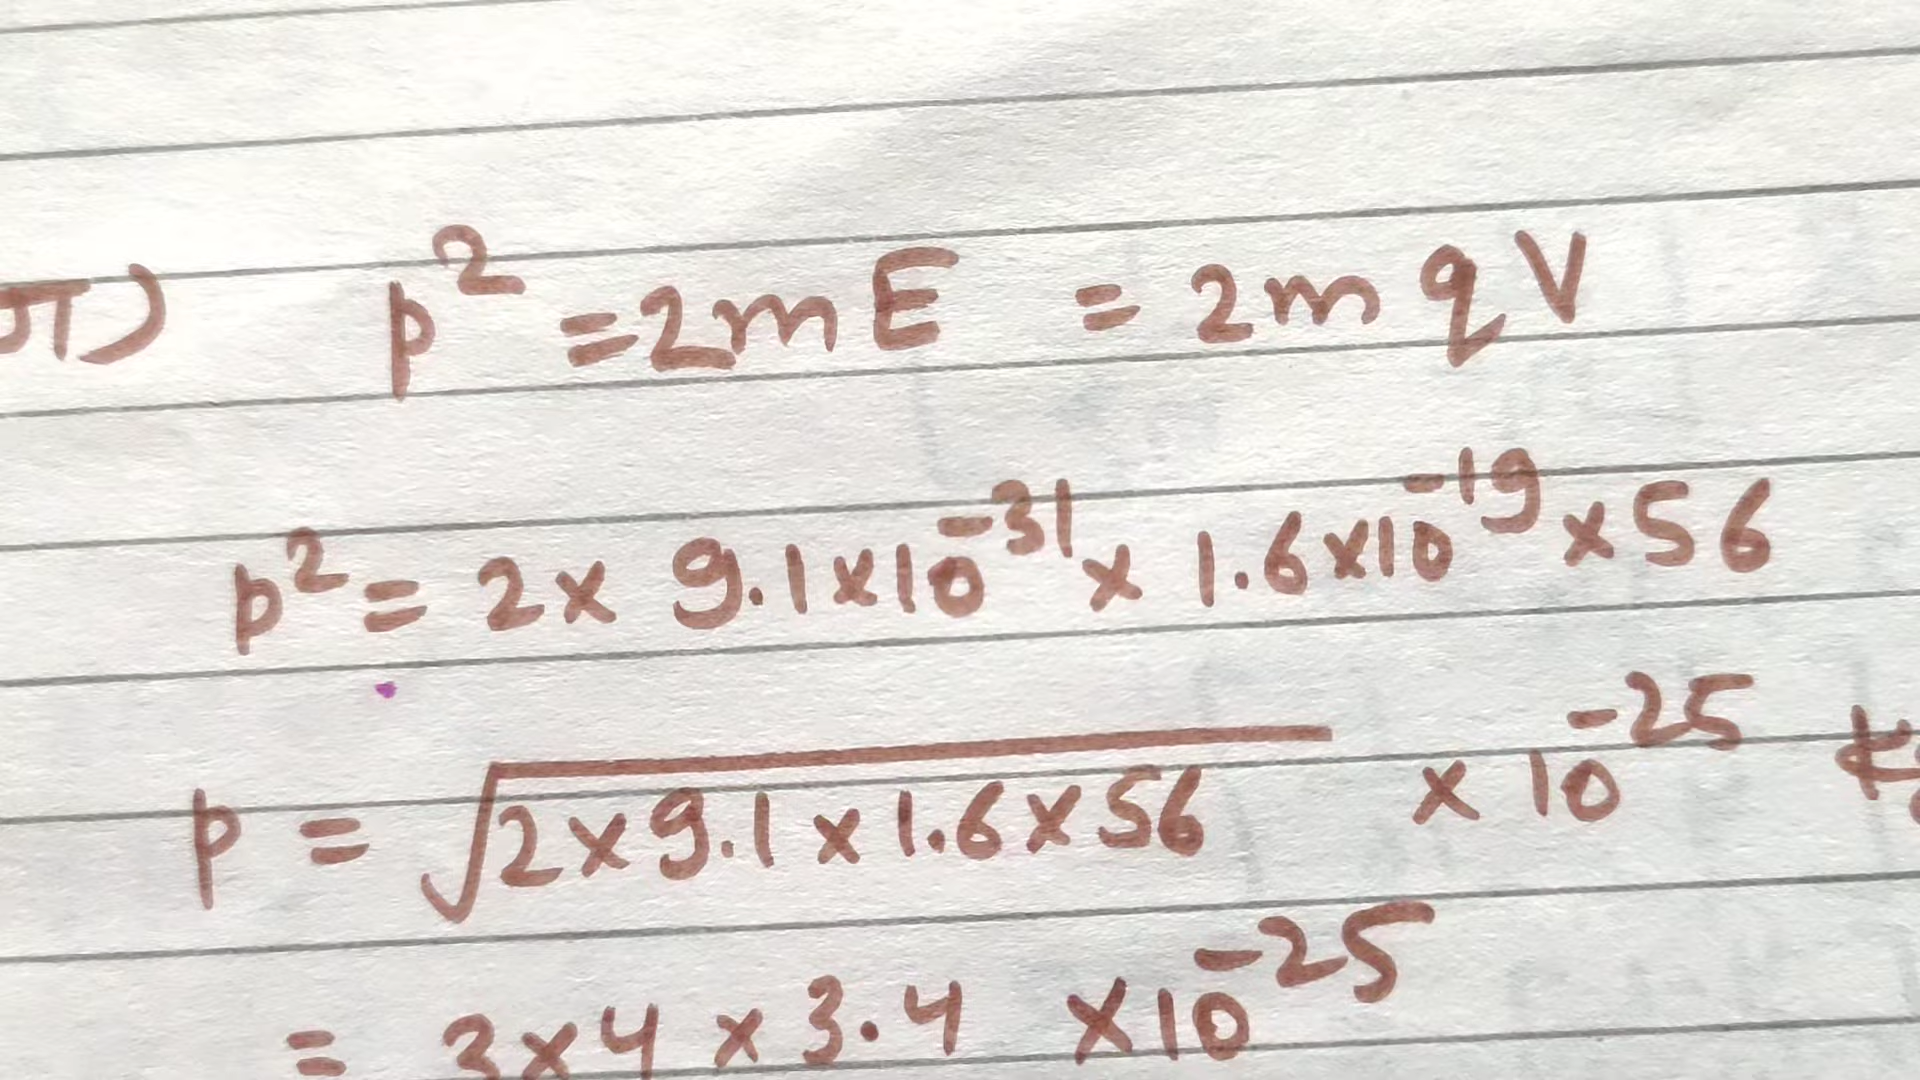 p² = 2mE = 2mqV
p² = 2 × 9.1×10⁻³¹ × 1.6×10⁻¹⁹ × 56
p = √2×9.1×1.6×56 × 10⁻²⁵
= 3×4 × 3.4 ×10⁻²⁵